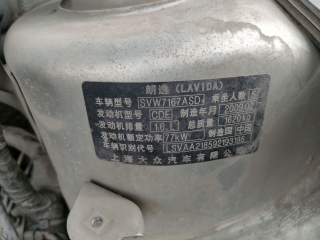 朗逸 (LAVIDA)
车辆型号 SVW7167ASD 乘坐人数 5
发动机型号 CDE 制造年月 2009.02
发动机排量 1.6 L 总质量 1620kg
发动机额定功率 77kW 制造国 中国
车辆识别代号 LSVAA218592193195
上海大众汽车有限公司